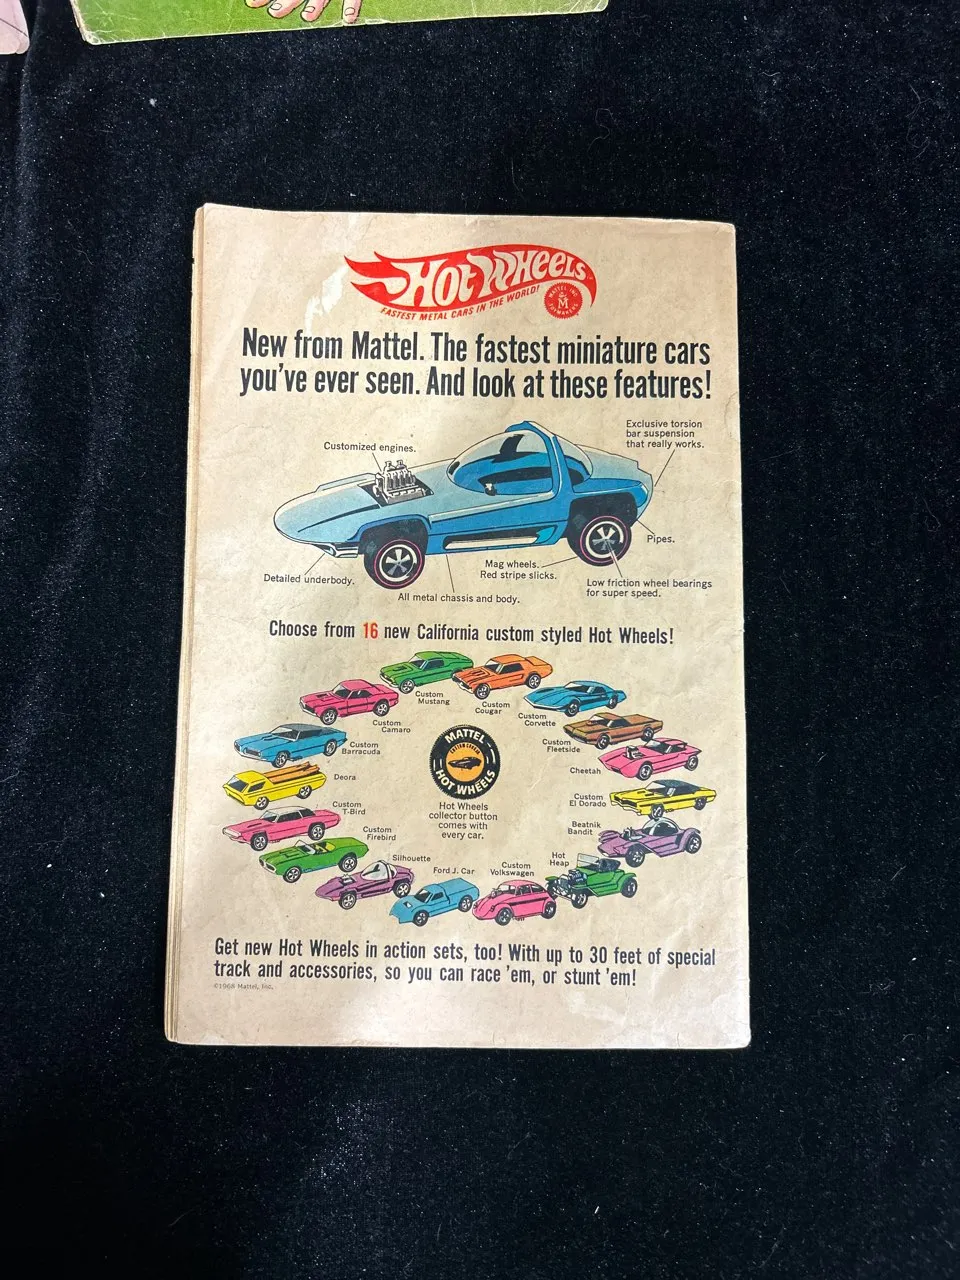 HOT WHEELS
FASTEST METAL CARS IN THE WORLD!
MATTEL, INC.
M
TOYMAKERS
New from Mattel. The fastest miniature cars
you've ever seen. And look at these features!
Customized engines.
Exclusive torsion
bar suspension
that really works.
Pipes.
Mag wheels.
Red stripe slicks.
Detailed underbody.
Low friction wheel bearings
for super speed.
All metal chassis and body.
Choose from 16 new California custom styled Hot Wheels!
Custom
Mustang
Custom
Cougar
Custom
Camaro
Custom
Corvette
Custom
Barracuda
Custom
Fleetside
Deora
Cheetah
Custom
T-Bird
Custom
El Dorado
Custom
Firebird
Beatnik
Bandit
Silhouette
Ford J. Car
Custom
Volkswagen
Hot
Heap
MATTEL
HOT WHEELS
Hot Wheels
collector button
comes with
every car.
Get new Hot Wheels in action sets, too! With up to 30 feet of special
track and accessories, so you can race 'em, or stunt 'em!
©1968 Mattel, Inc.